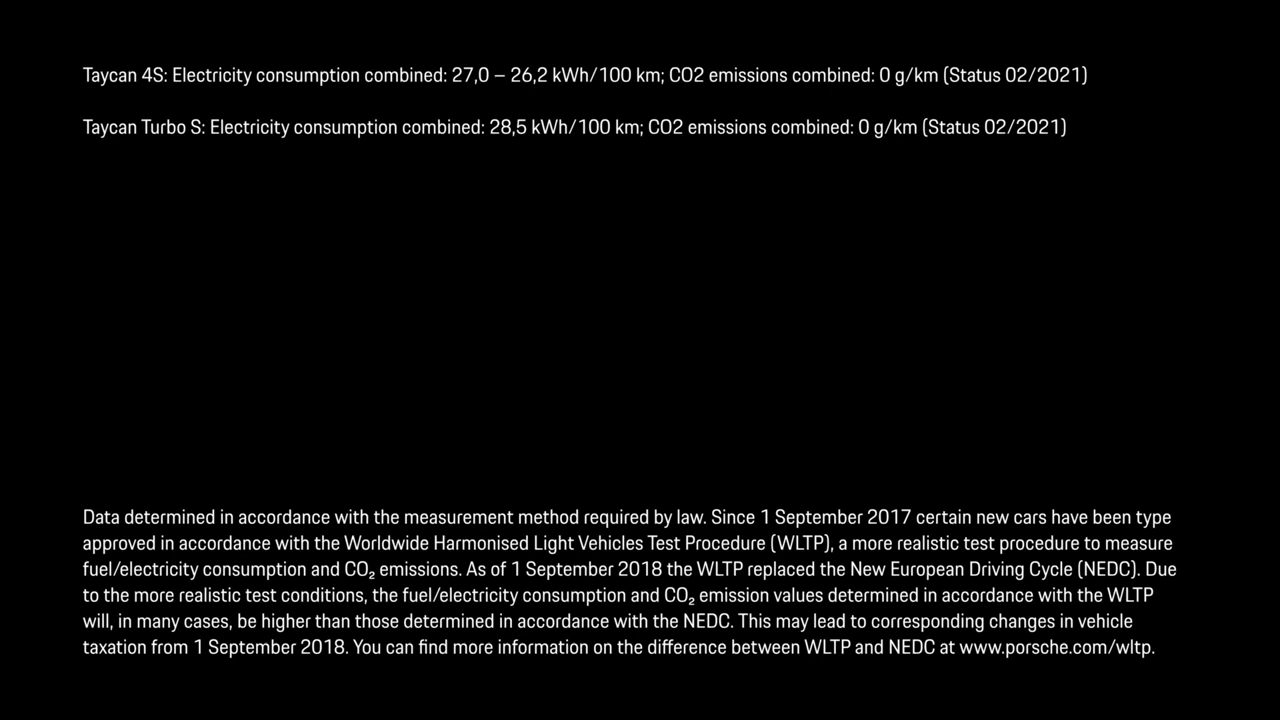 Taycan 4S: Electricity consumption combined: 27,0 – 26,2 kWh/100 km; CO2 emissions combined: 0 g/km (Status 02/2021)
Taycan Turbo S: Electricity consumption combined: 28,5 kWh/100 km; CO2 emissions combined: 0 g/km (Status 02/2021)
Data determined in accordance with the measurement method required by law. Since 1 September 2017 certain new cars have been type
approved in accordance with the Worldwide Harmonised Light Vehicles Test Procedure (WLTP), a more realistic test procedure to measure
fuel/electricity consumption and CO₂ emissions. As of 1 September 2018 the WLTP replaced the New European Driving Cycle (NEDC). Due
to the more realistic test conditions, the fuel/electricity consumption and CO₂ emission values determined in accordance with the WLTP
will, in many cases, be higher than those determined in accordance with the NEDC. This may lead to corresponding changes in vehicle
taxation from 1 September 2018. You can find more information on the difference between WLTP and NEDC at www.porsche.com/wltp.